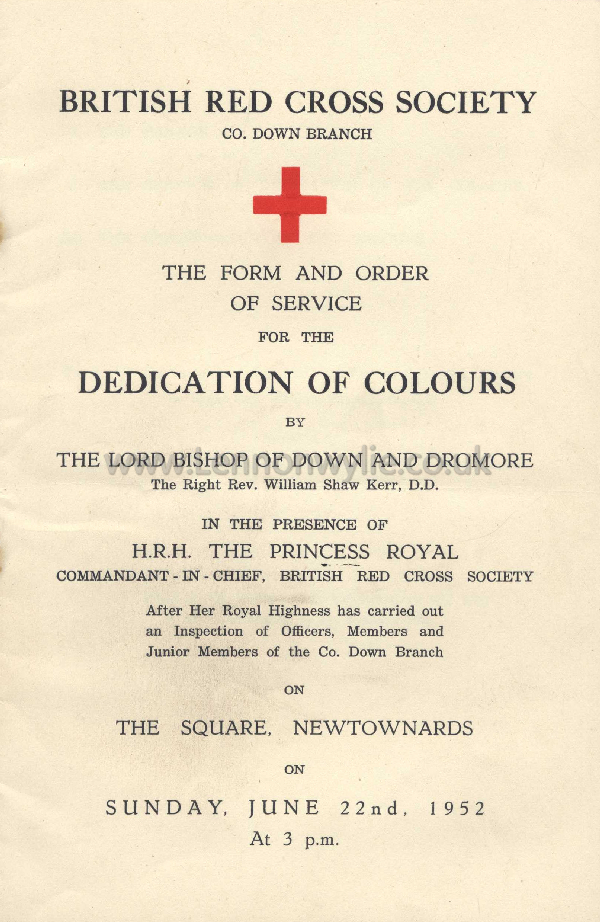 BRITISH RED CROSS SOCIETY
CO. DOWN BRANCH
THE FORM AND ORDER
OF SERVICE
FOR THE
DEDICATION OF COLOURS
BY
THE LORD BISHOP OF DOWN AND DROMORE
www.Lennonwylie.co.uk
The Right Rev. William Shaw Kerr, D.D.
IN THE PRESENCE OF
H.R.H. THE PRINCESS ROYAL
COMMANDANT-IN-CHIEF, BRITISH RED CROSS SOCIETY
After Her Royal Highness has carried out
an Inspection of Officers, Members and
Junior Members of the Co. Down Branch
ON
THE SQUARE, NEWTOWNARDS
ON
SUNDAY, JUNE 22nd, 1952
At 3 p.m.